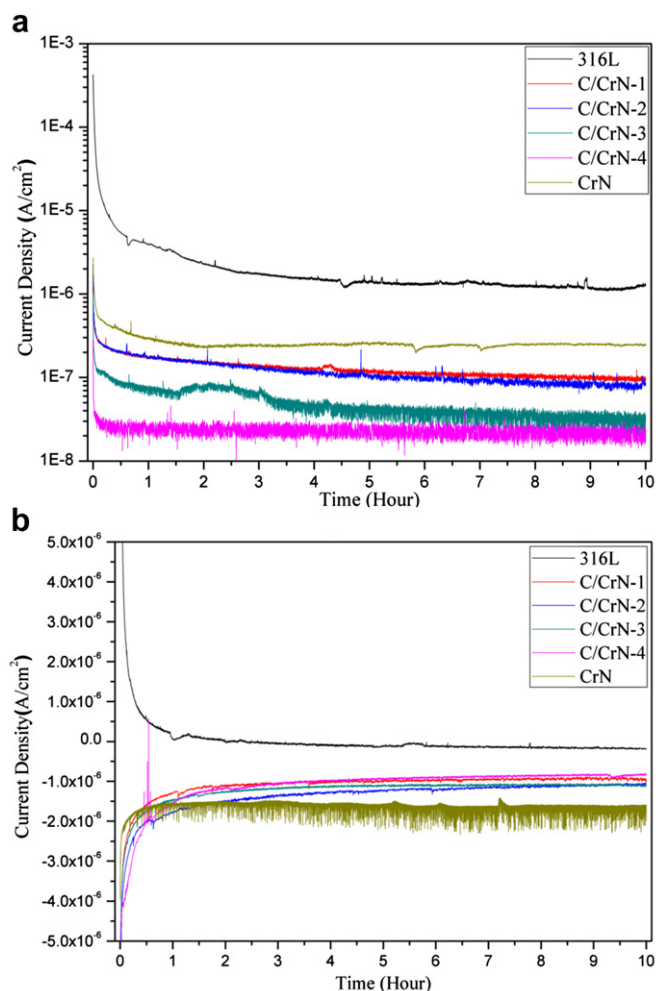 a
1E-3
1E-4
1E-5
1E-6
1E-7
1E-8
Current Density (A/cm²)
316L
C/CrN-1
C/CrN-2
C/CrN-3
C/CrN-4
CrN
0 1 2 3 4 5 6 7 8 9 10
Time (Hour)
b
5.0x10⁻⁶
4.0x10⁻⁶
3.0x10⁻⁶
2.0x10⁻⁶
1.0x10⁻⁶
0.0
-1.0x10⁻⁶
-2.0x10⁻⁶
-3.0x10⁻⁶
-4.0x10⁻⁶
-5.0x10⁻⁶
Current Density(A/cm²)
316L
C/CrN-1
C/CrN-2
C/CrN-3
C/CrN-4
CrN
0 1 2 3 4 5 6 7 8 9 10
Time (Hour)